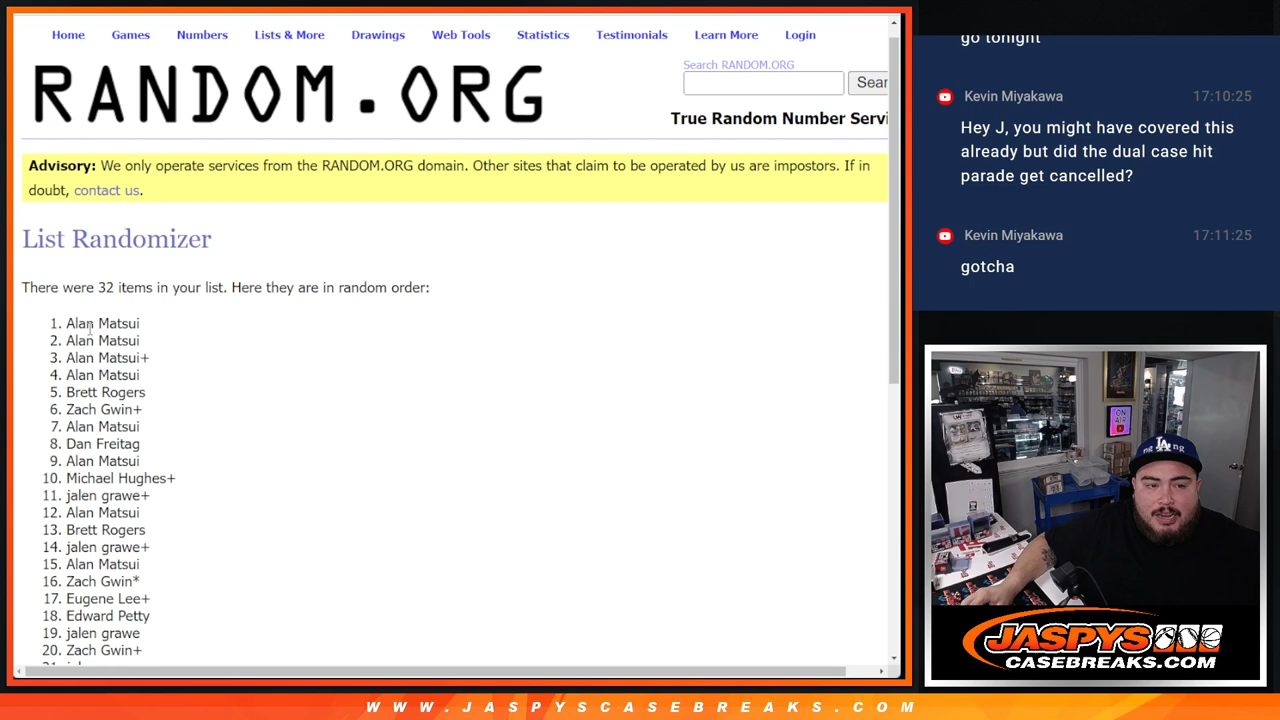 Home Games Numbers Lists & More Drawings Web Tools Statistics Testimonials Learn More Login
RANDOM.ORG
Search RANDOM.ORG
Sear
True Random Number Servi
Advisory: We only operate services from the RANDOM.ORG domain. Other sites that claim to be operated by us are impostors. If in
doubt, contact us.
List Randomizer
There were 32 items in your list. Here they are in random order:
1. Alan Matsui
2. Alan Matsui
3. Alan Matsui+
4. Alan Matsui
5. Brett Rogers
6. Zach Gwin+
7. Alan Matsui
8. Dan Freitag
9. Alan Matsui
10. Michael Hughes+
11. jalen grawe+
12. Alan Matsui
13. Brett Rogers
14. jalen grawe+
15. Alan Matsui
16. Zach Gwin*
17. Eugene Lee+
18. Edward Petty
19. jalen grawe
20. Zach Gwin+
go tonight
Kevin Miyakawa 17:10:25
Hey J, you might have covered this
already but did the dual case hit
parade get cancelled?
Kevin Miyakawa 17:11:25
gotcha
ON
AIR
LA
JASPYS
CASEBREAKS.COM
WWW.JASPYSCASEBREAKS.COM